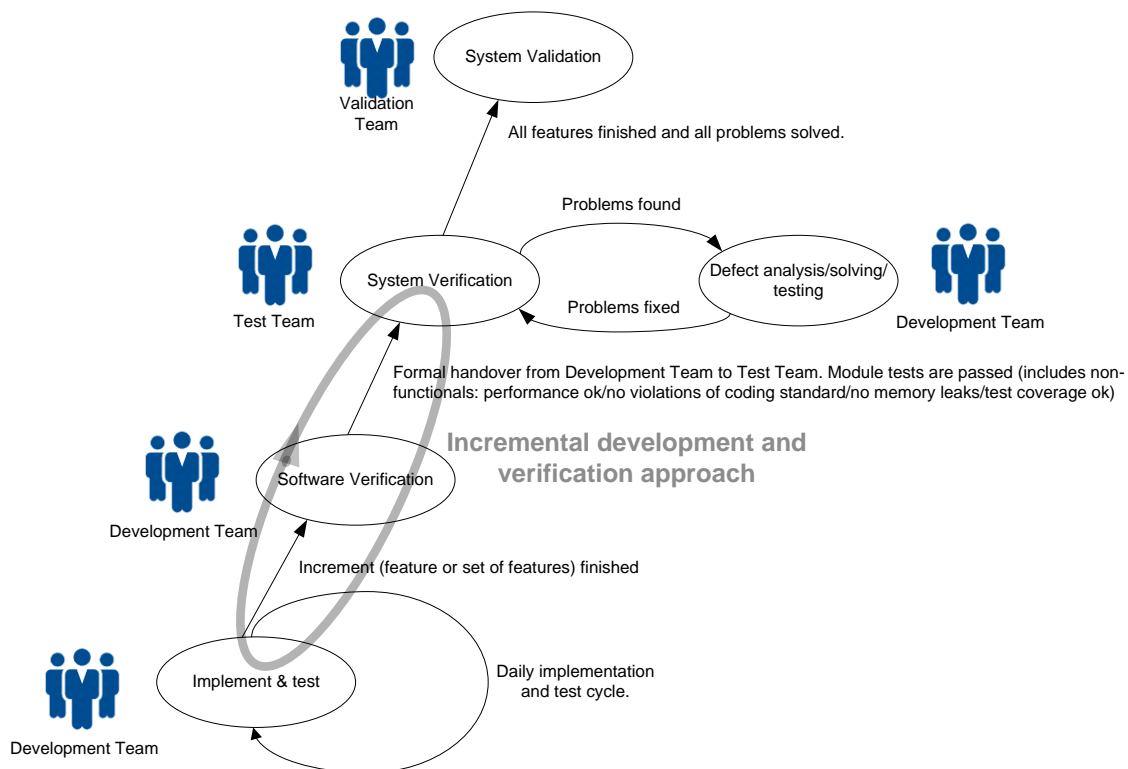 System Validation
Validation
Team
All features finished and all problems solved.
Problems found
System Verification
Defect analysis/solving/
testing
Test Team
Problems fixed
Development Team
Formal handover from Development Team to Test Team. Module tests are passed (includes non-
functionals: performance ok/no violations of coding standard/no memory leaks/test coverage ok)
Incremental development and
verification approach
Software Verification
Development Team
Increment (feature or set of features) finished
Implement & test
Daily implementation
and test cycle.
Development Team